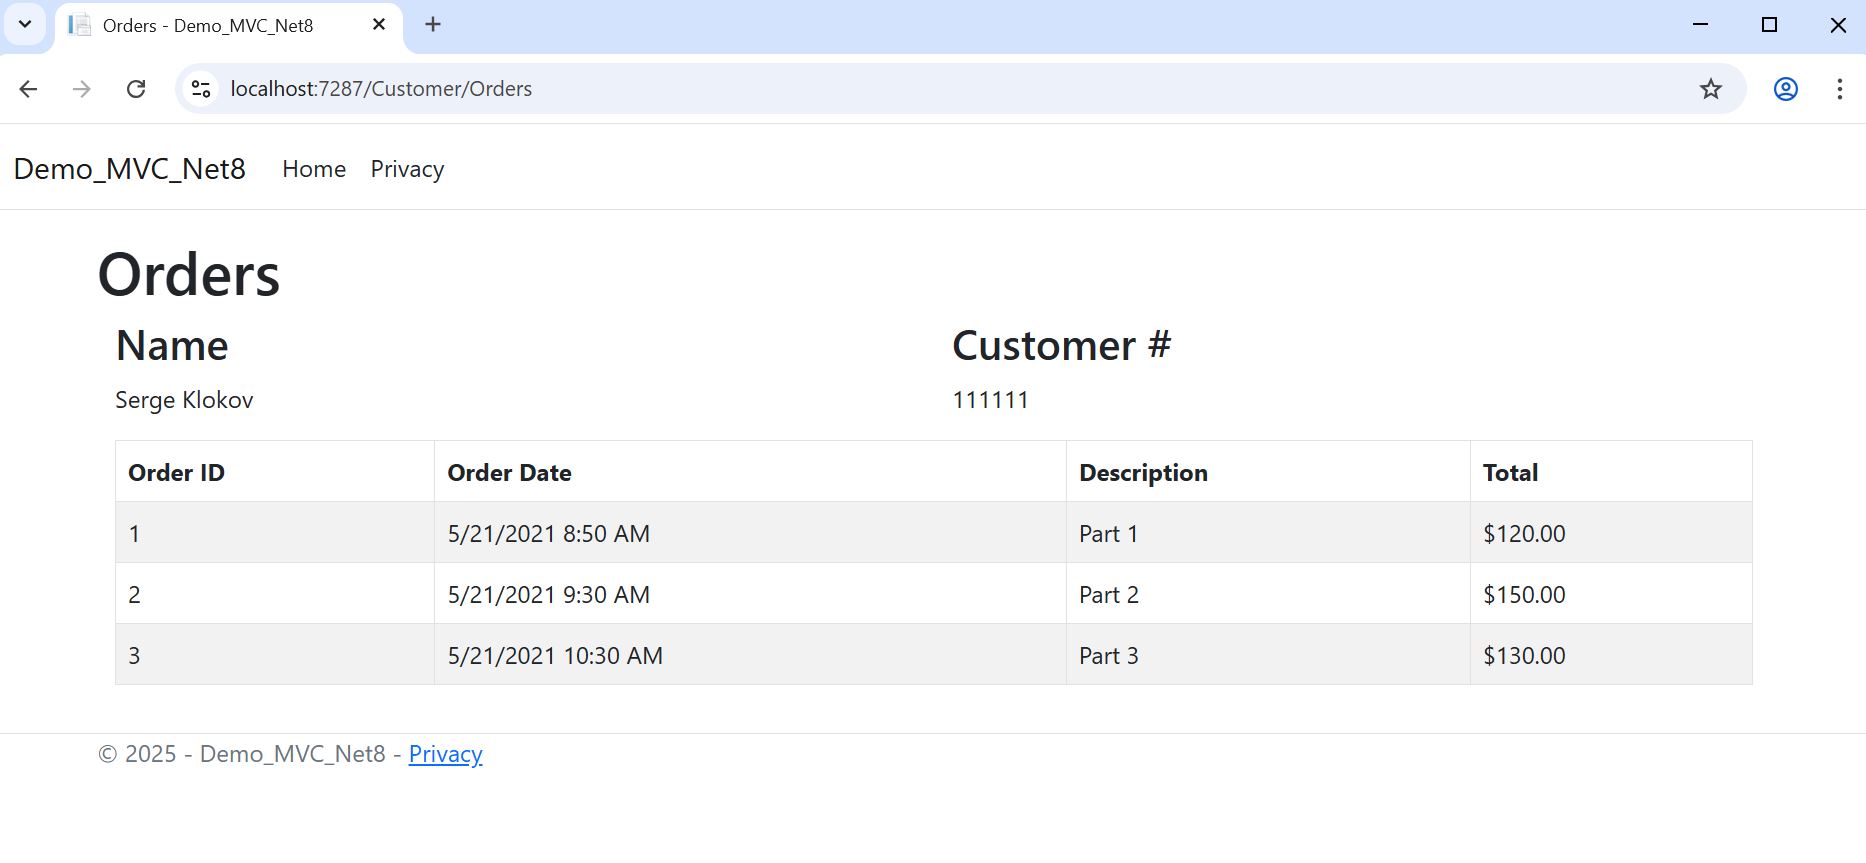 Orders - Demo_MVC_Net8
localhost:7287/Customer/Orders
Demo_MVC_Net8 Home Privacy
Orders
Name Customer #
Serge Klokov 111111
Order ID Order Date Description Total
1 5/21/2021 8:50 AM Part 1 $120.00
2 5/21/2021 9:30 AM Part 2 $150.00
3 5/21/2021 10:30 AM Part 3 $130.00
© 2025 - Demo_MVC_Net8 - Privacy